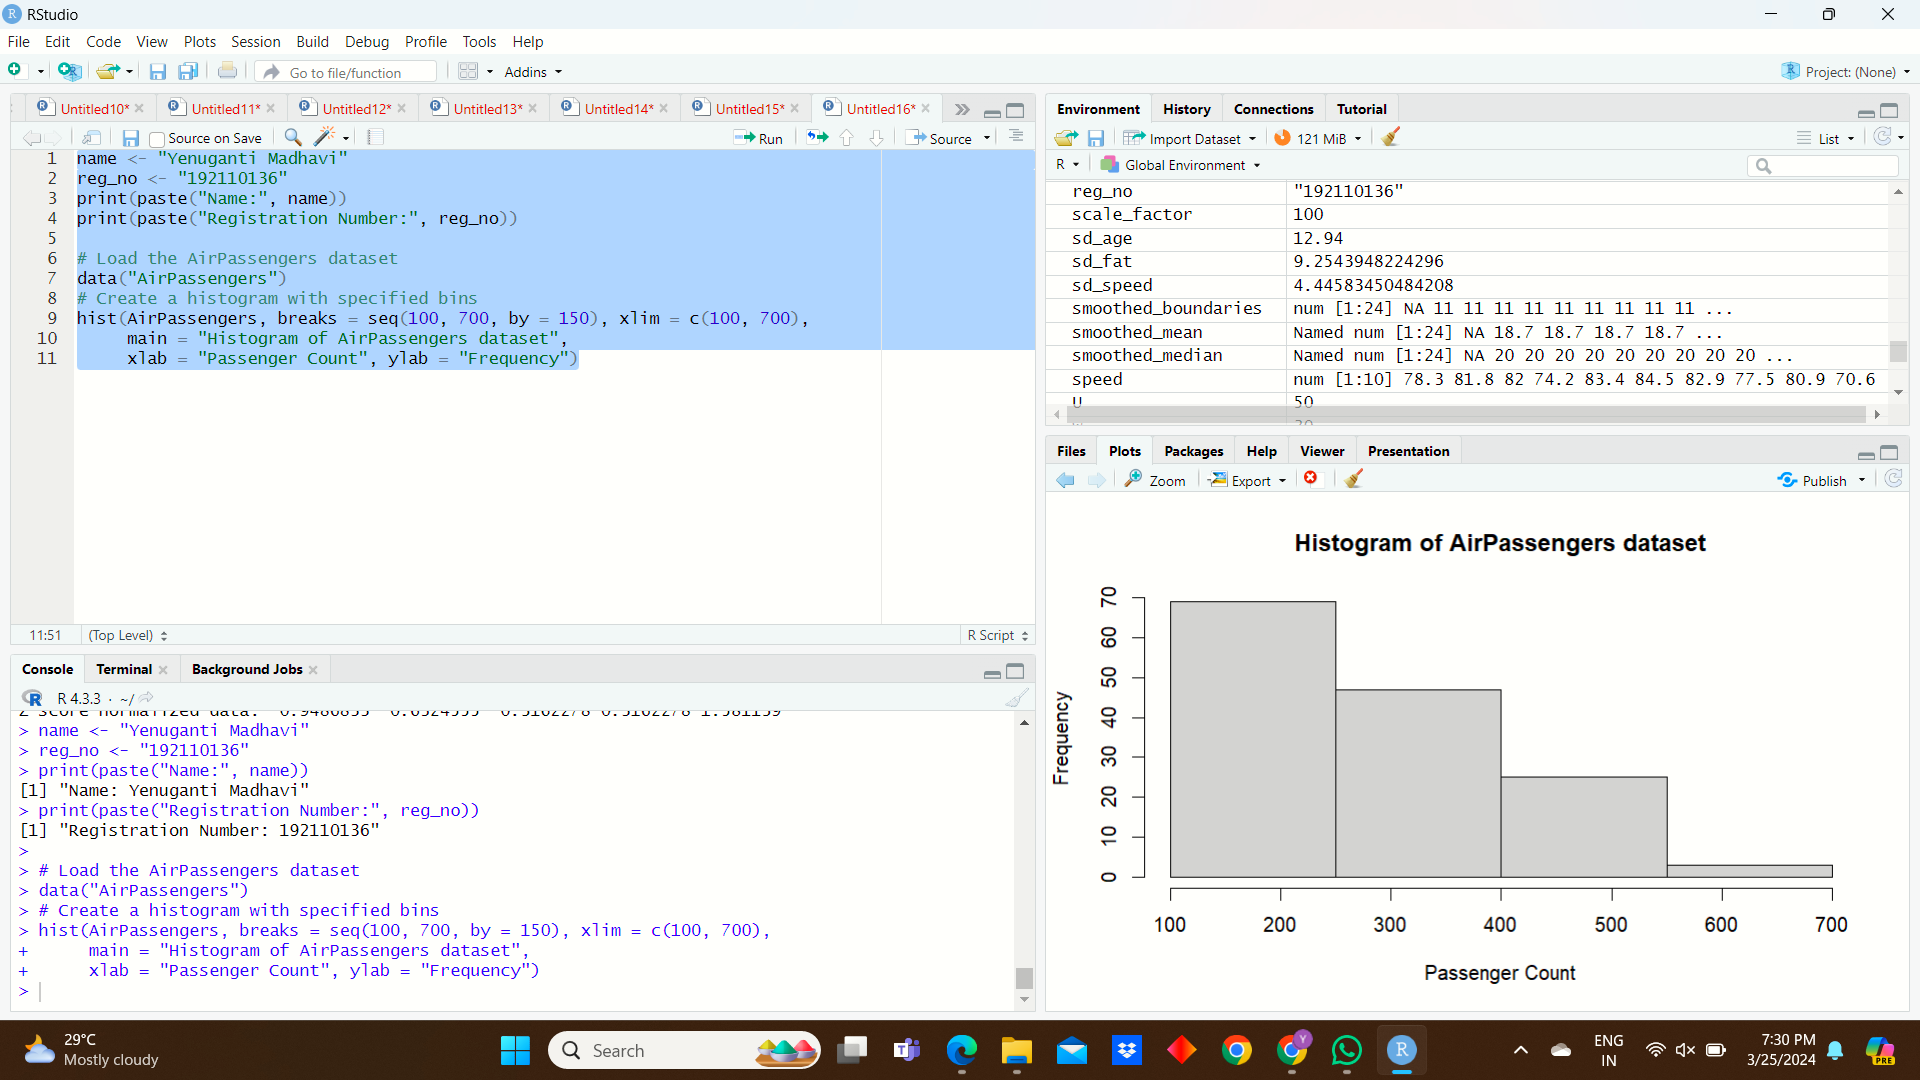 RStudio
File Edit Code View Plots Session Build Debug Profile Tools Help
Go to file/function Addins Project: (None)
Untitled10* Untitled11* Untitled12* Untitled13* Untitled14* Untitled15* Untitled16*
Source on Save Run Source
1 name <- "Yenuganti Madhavi"
2 reg_no <- "192110136"
3 print(paste("Name:", name))
4 print(paste("Registration Number:", reg_no))
5
6 # Load the AirPassengers dataset
7 data("AirPassengers")
8 # Create a histogram with specified bins
9 hist(AirPassengers, breaks = seq(100, 700, by = 150), xlim = c(100, 700),
10 main = "Histogram of AirPassengers dataset",
11 xlab = "Passenger Count", ylab = "Frequency")
11:51 (Top Level) R Script
Console Terminal Background Jobs
R 4.3.3 · ~/
> name <- "Yenuganti Madhavi"
> reg_no <- "192110136"
> print(paste("Name:", name))
[1] "Name: Yenuganti Madhavi"
> print(paste("Registration Number:", reg_no))
[1] "Registration Number: 192110136"
>
> # Load the AirPassengers dataset
> data("AirPassengers")
> # Create a histogram with specified bins
> hist(AirPassengers, breaks = seq(100, 700, by = 150), xlim = c(100, 700),
+ main = "Histogram of AirPassengers dataset",
+ xlab = "Passenger Count", ylab = "Frequency")
>
Environment History Connections Tutorial
Import Dataset 121 MiB List
R Global Environment
reg_no "192110136"
scale_factor 100
sd_age 12.94
sd_fat 9.2543948224296
sd_speed 4.44583450484208
smoothed_boundaries num [1:24] NA 11 11 11 11 11 11 11 11 11 ...
smoothed_mean Named num [1:24] NA 18.7 18.7 18.7 18.7 ...
smoothed_median Named num [1:24] NA 20 20 20 20 20 20 20 20 20 ...
speed num [1:10] 78.3 81.8 82 74.2 83.4 84.5 82.9 77.5 80.9 70.6
50
Files Plots Packages Help Viewer Presentation
Zoom Export Publish
Histogram of AirPassengers dataset
Frequency
70
60
50
40
30
20
10
0
100 200 300 400 500 600 700
Passenger Count
29°C
Mostly cloudy
Search
ENG
IN
7:30 PM
3/25/2024
PRE